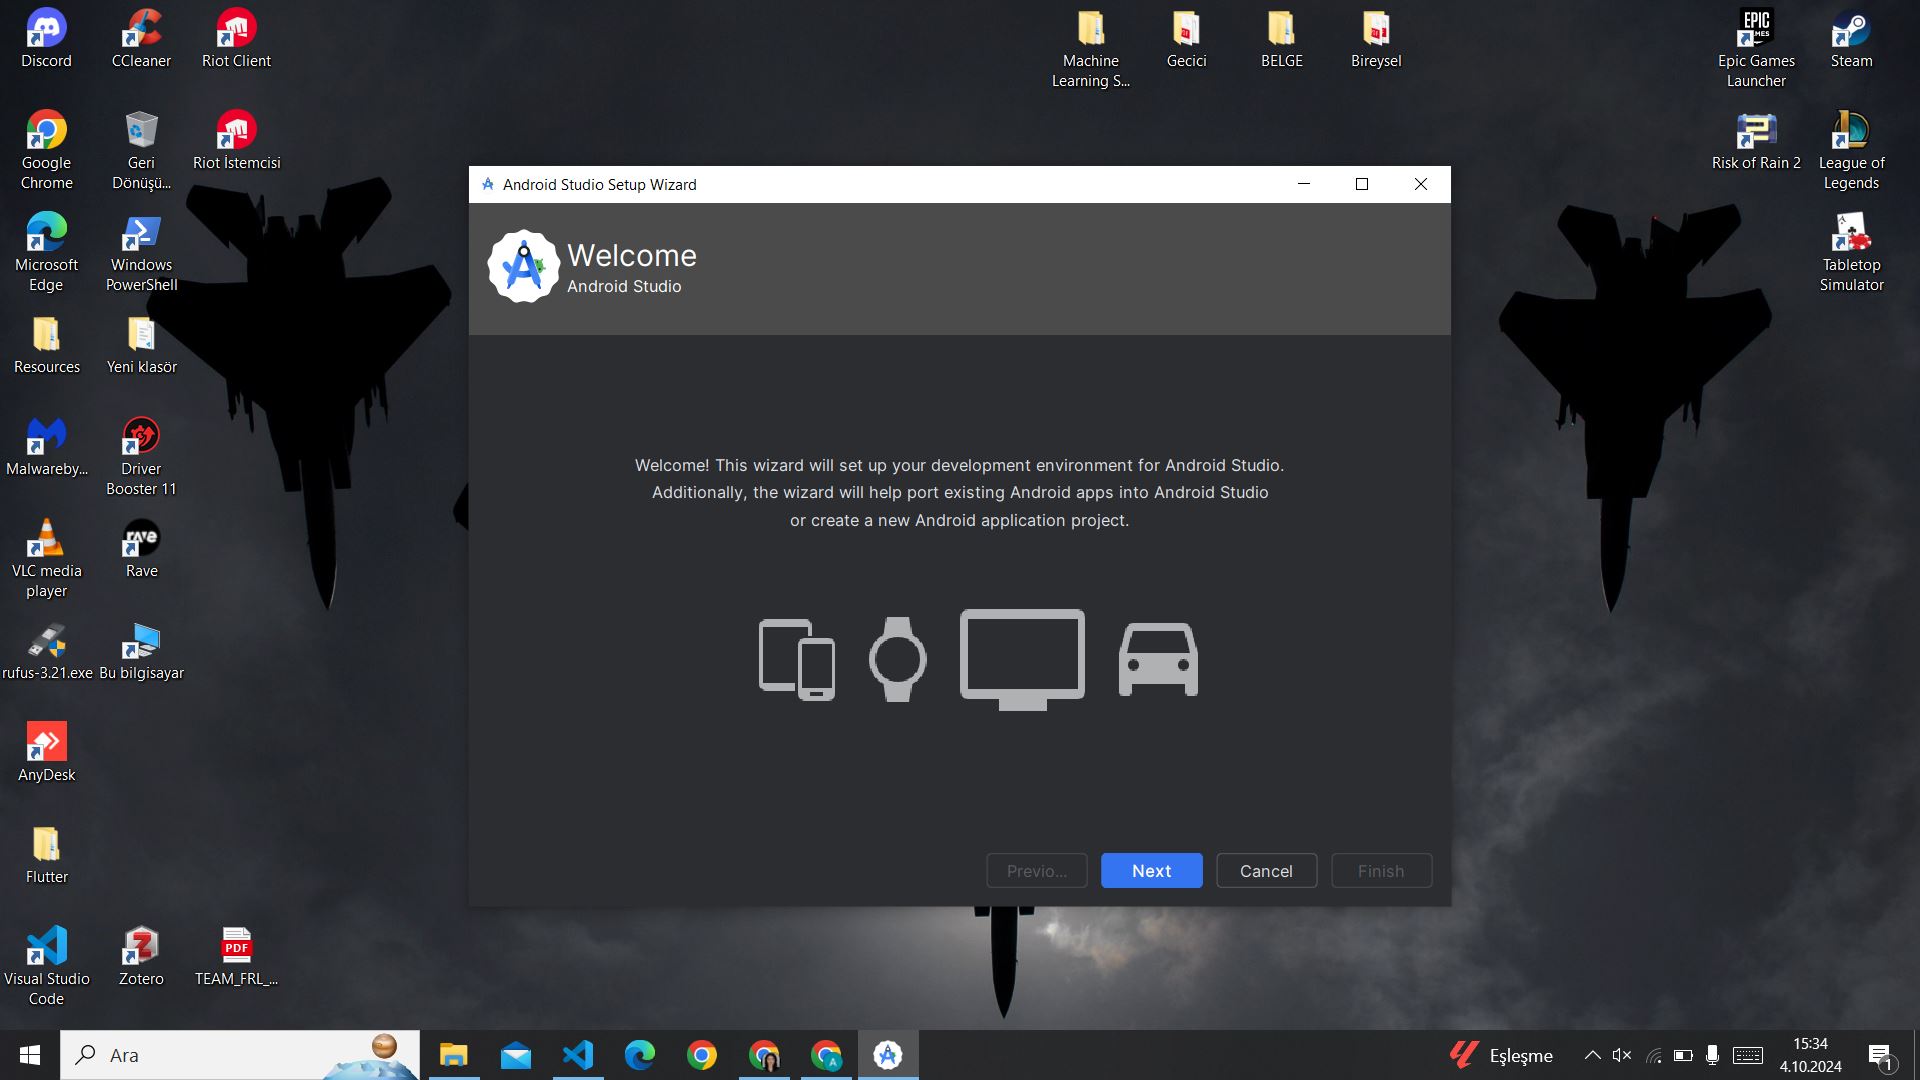 Discord
CCleaner
Riot Client
Machine
Learning S...
Gecici
BELGE
Bireysel
EPIC
GAMES
Epic Games
Launcher
Steam
Google
Chrome
Geri
Dönüşü...
Riot İstemcisi
Risk of Rain 2
League of
Legends
Microsoft
Edge
Windows
PowerShell
Tabletop
Simulator
Resources
Yeni klasör
Malwareby...
Driver
Booster 11
VLC media
player
rave
Rave
rufus-3.21.exe
Bu bilgisayar
AnyDesk
Flutter
Visual Studio
Code
Zotero
PDF
TEAM_FRL_...
Android Studio Setup Wizard
Welcome
Android Studio
Welcome! This wizard will set up your development environment for Android Studio.
Additionally, the wizard will help port existing Android apps into Android Studio
or create a new Android application project.
Previo...
Next
Cancel
Finish
Ara
A
Eşleşme
15:34
4.10.2024
1